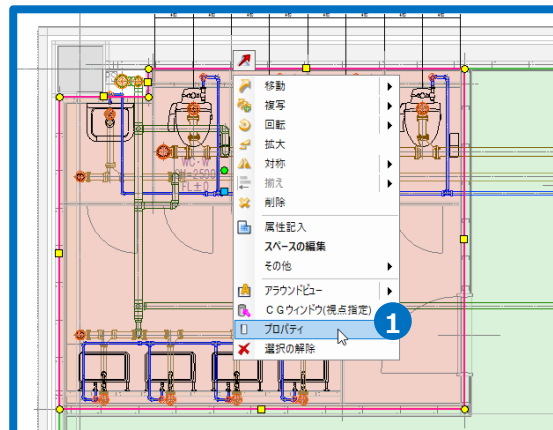 移動
複写
回転
拡大
対称
揃え
削除
属性記入
スペースの編集
その他
アラウンドビュー
ＣＧウィンドウ(視点指定)
プロパティ
選択の解除
1
WC-W
CH=2500
FL±0